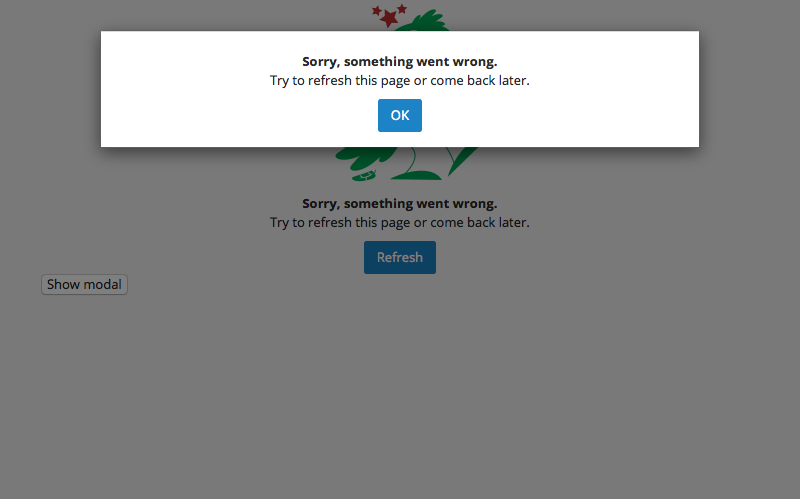 Sorry, something went wrong.
Try to refresh this page or come back later.
OK
Sorry, something went wrong.
Try to refresh this page or come back later.
Refresh
Show modal